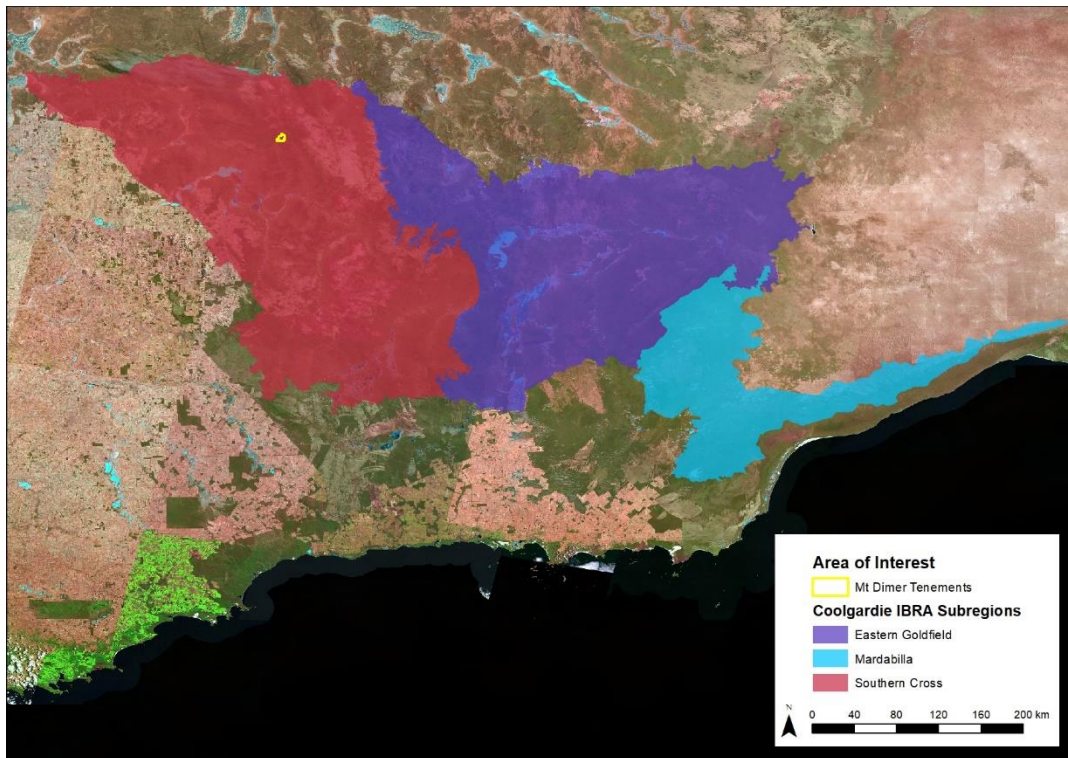 Area of Interest
Mt Dimer Tenements
Coolgardie IBRA Subregions
Eastern Goldfield
Mardabilla
Southern Cross
N
0 40 80 120 160 200 km